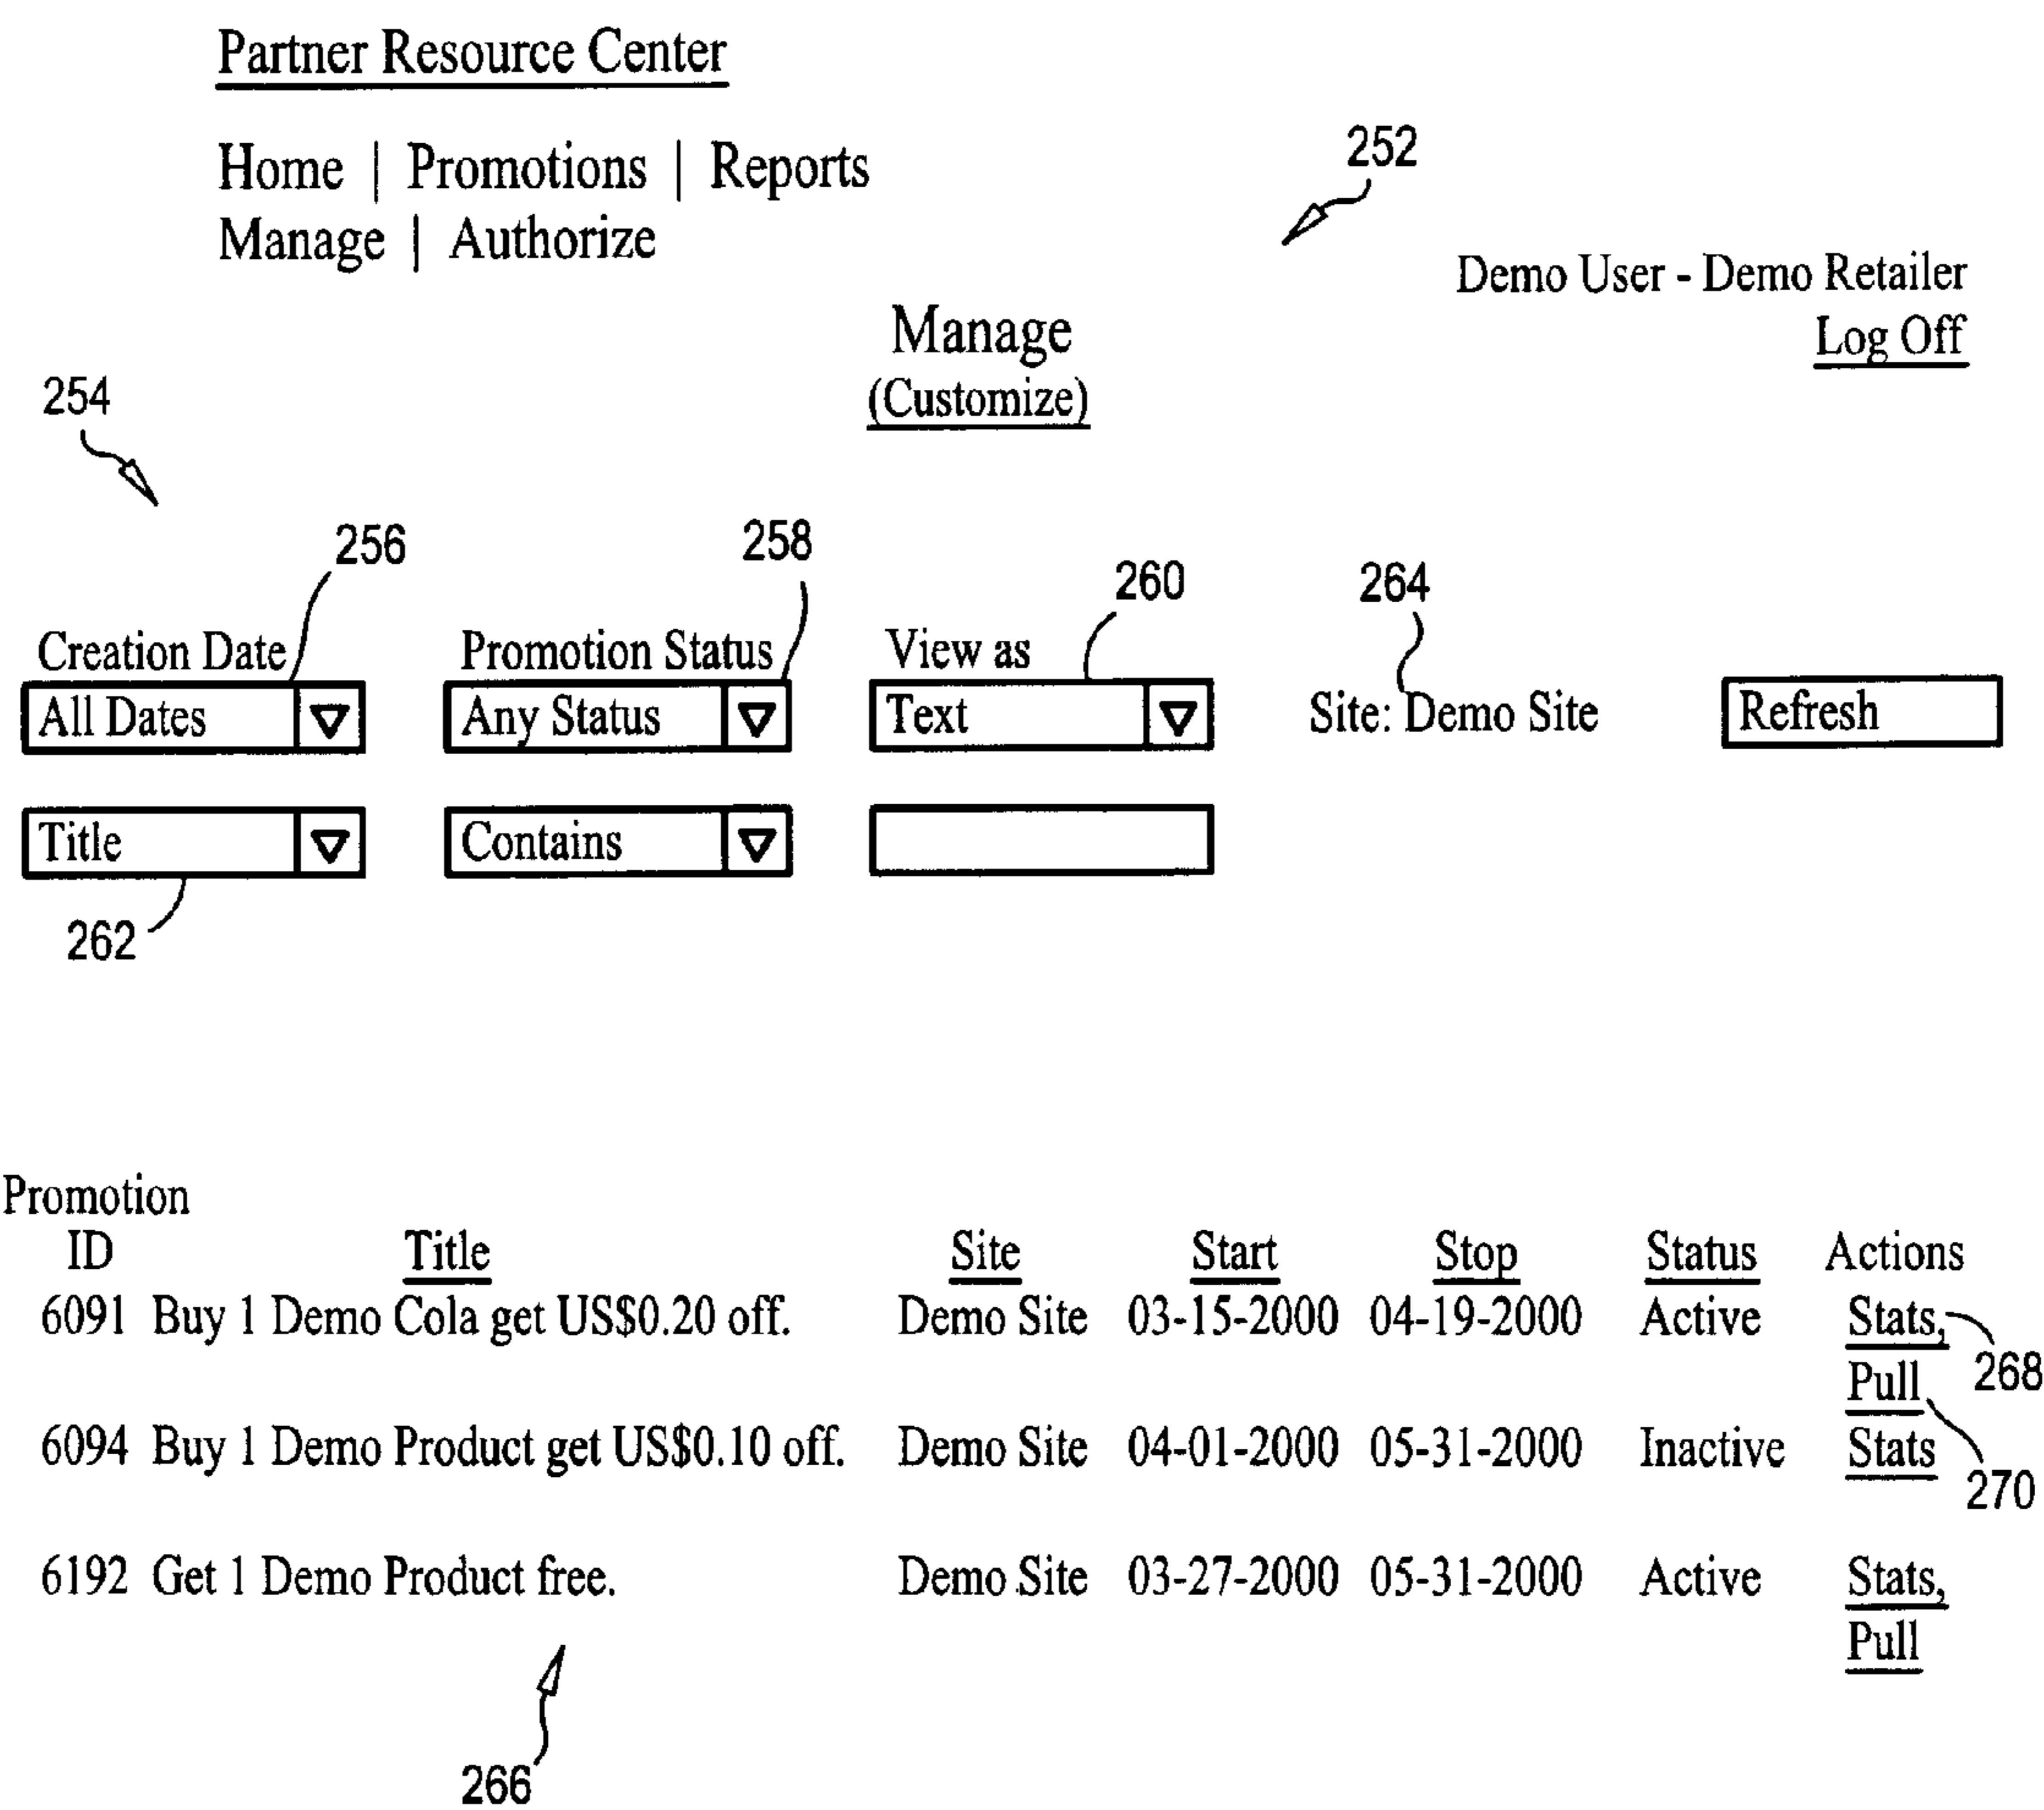 Partner Resource Center
Home | Promotions | Reports
252
Manage | Authorize
Demo User - Demo Retailer
Manage
Log Off
(Customize)
254
256
258
260
264
Creation Date Promotion Status View as
All Dates Any Status Text Site: Demo Site Refresh
Title Contains
262
Promotion
ID Title Site Start Stop Status Actions
6091 Buy 1 Demo Cola get US$0.20 off. Demo Site 03-15-2000 04-19-2000 Active Stats,
268
Pull
6094 Buy 1 Demo Product get US$0.10 off. Demo Site 04-01-2000 05-31-2000 Inactive Stats
270
6192 Get 1 Demo Product free. Demo Site 03-27-2000 05-31-2000 Active Stats,
Pull
266